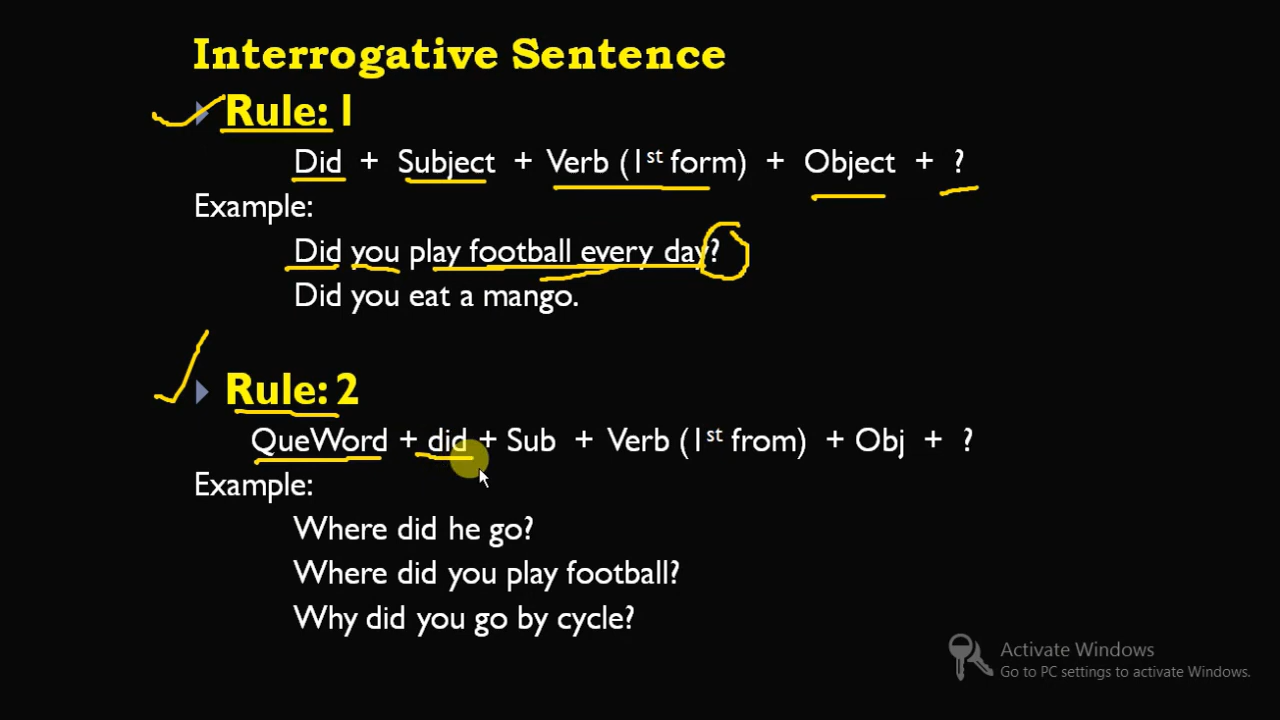 Interrogative Sentence
Rule: 1
Did + Subject + Verb (1st form) + Object + ?
Example:
Did you play football every day?
Did you eat a mango.
Rule: 2
QueWord + did + Sub + Verb (1st from) + Obj + ?
Example:
Where did he go?
Where did you play football?
Why did you go by cycle?
Activate Windows
Go to PC settings to activate Windows.